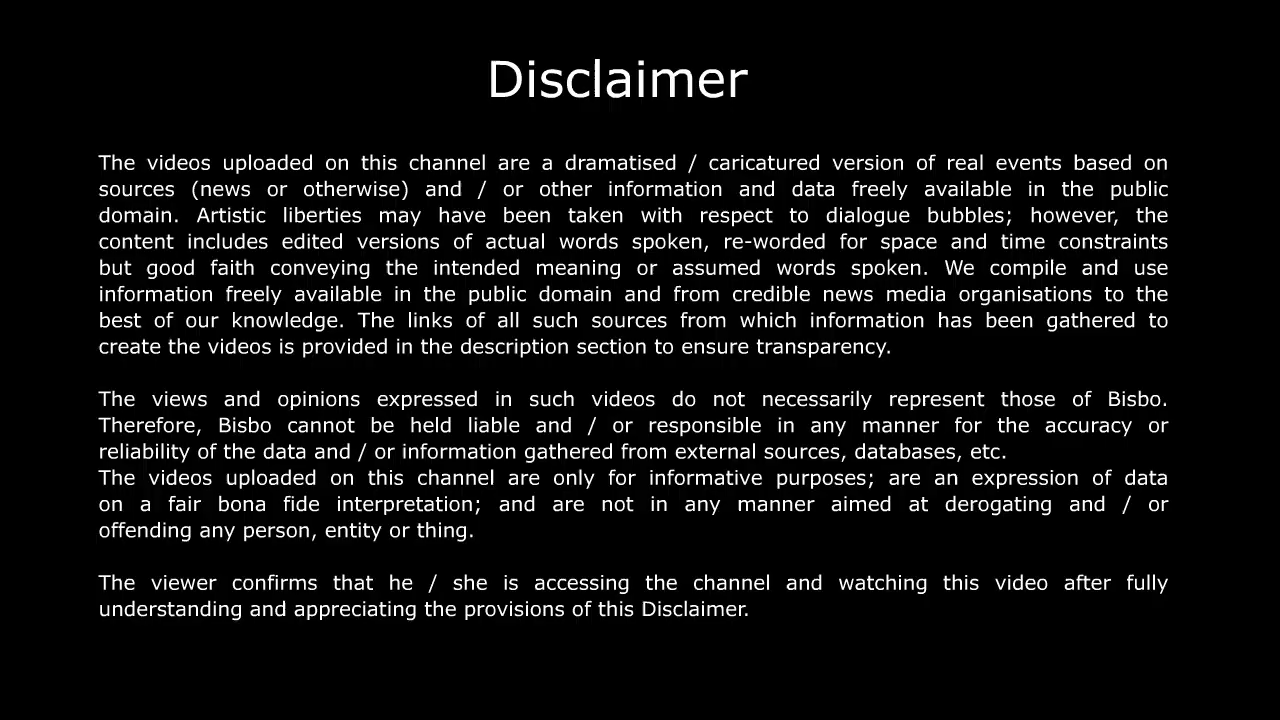 Disclaimer
The videos uploaded on this channel are a dramatised / caricatured version of real events based on
sources (news or otherwise) and / or other information and data freely available in the public
domain. Artistic liberties may have been taken with respect to dialogue bubbles; however, the
content includes edited versions of actual words spoken, re-worded for space and time constraints
but good faith conveying the intended meaning or assumed words spoken. We compile and use
information freely available in the public domain and from credible news media organisations to the
best of our knowledge. The links of all such sources from which information has been gathered to
create the videos is provided in the description section to ensure transparency.
The views and opinions expressed in such videos do not necessarily represent those of Bisbo.
Therefore, Bisbo cannot be held liable and / or responsible in any manner for the accuracy or
reliability of the data and / or information gathered from external sources, databases, etc.
The videos uploaded on this channel are only for informative purposes; are an expression of data
on a fair bona fide interpretation; and are not in any manner aimed at derogating and / or
offending any person, entity or thing.
The viewer confirms that he / she is accessing the channel and watching this video after fully
understanding and appreciating the provisions of this Disclaimer.